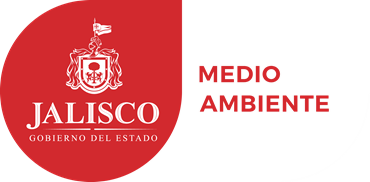 JALISCO
GOBIERNO DEL ESTADO
MEDIO
AMBIENTE